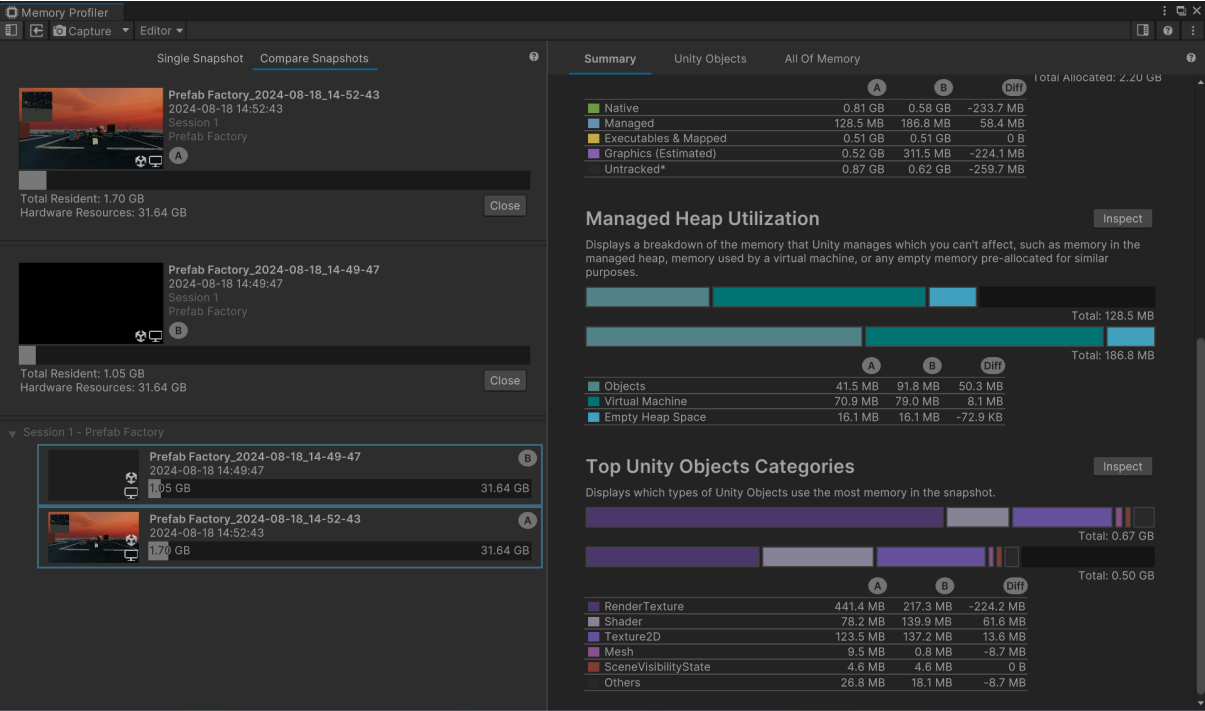 Memory Profiler
Capture
Editor
Single Snapshot
Compare Snapshots
Prefab Factory_2024-08-18_14-52-43
2024-08-18 14:52:43
Session 1
Prefab Factory
A
Total Resident: 1.70 GB
Hardware Resources: 31.64 GB
Close
Prefab Factory_2024-08-18_14-49-47
2024-08-18 14:49:47
Session 1
Prefab Factory
B
Total Resident: 1.05 GB
Hardware Resources: 31.64 GB
Close
Session 1 - Prefab Factory
Prefab Factory_2024-08-18_14-49-47 B
2024-08-18 14:49:47
1.05 GB 31.64 GB
Prefab Factory_2024-08-18_14-52-43 A
2024-08-18 14:52:43
1.70 GB 31.64 GB
Summary
Unity Objects
All Of Memory
Total Allocated: 2.20 GB
A B Diff
Native 0.81 GB 0.58 GB -233.7 MB
Managed 128.5 MB 186.8 MB 58.4 MB
Executables & Mapped 0.51 GB 0.51 GB 0 B
Graphics (Estimated) 0.52 GB 311.5 MB -224.1 MB
Untracked* 0.87 GB 0.62 GB -259.7 MB
Managed Heap Utilization
Inspect
Displays a breakdown of the memory that Unity manages which you can't affect, such as memory in the
managed heap, memory used by a virtual machine, or any empty memory pre-allocated for similar
purposes.
Total: 128.5 MB
Total: 186.8 MB
A B Diff
Objects 41.5 MB 91.8 MB 50.3 MB
Virtual Machine 70.9 MB 79.0 MB 8.1 MB
Empty Heap Space 16.1 MB 16.1 MB -72.9 KB
Top Unity Objects Categories
Inspect
Displays which types of Unity Objects use the most memory in the snapshot.
Total: 0.67 GB
Total: 0.50 GB
A B Diff
RenderTexture 441.4 MB 217.3 MB -224.2 MB
Shader 78.2 MB 139.9 MB 61.6 MB
Texture2D 123.5 MB 137.2 MB 13.6 MB
Mesh 9.5 MB 0.8 MB -8.7 MB
SceneVisibilityState 4.6 MB 4.6 MB 0 B
Others 26.8 MB 18.1 MB -8.7 MB